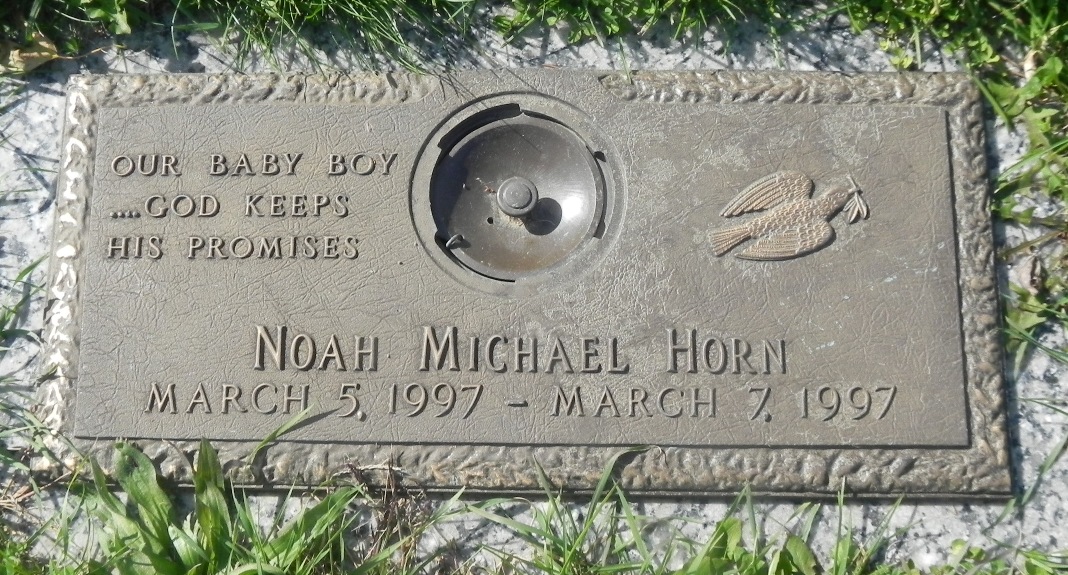 OUR BABY BOY
....GOD KEEPS
HIS PROMISES
NOAH MICHAEL HORN
MARCH 5, 1997 - MARCH 7, 1997